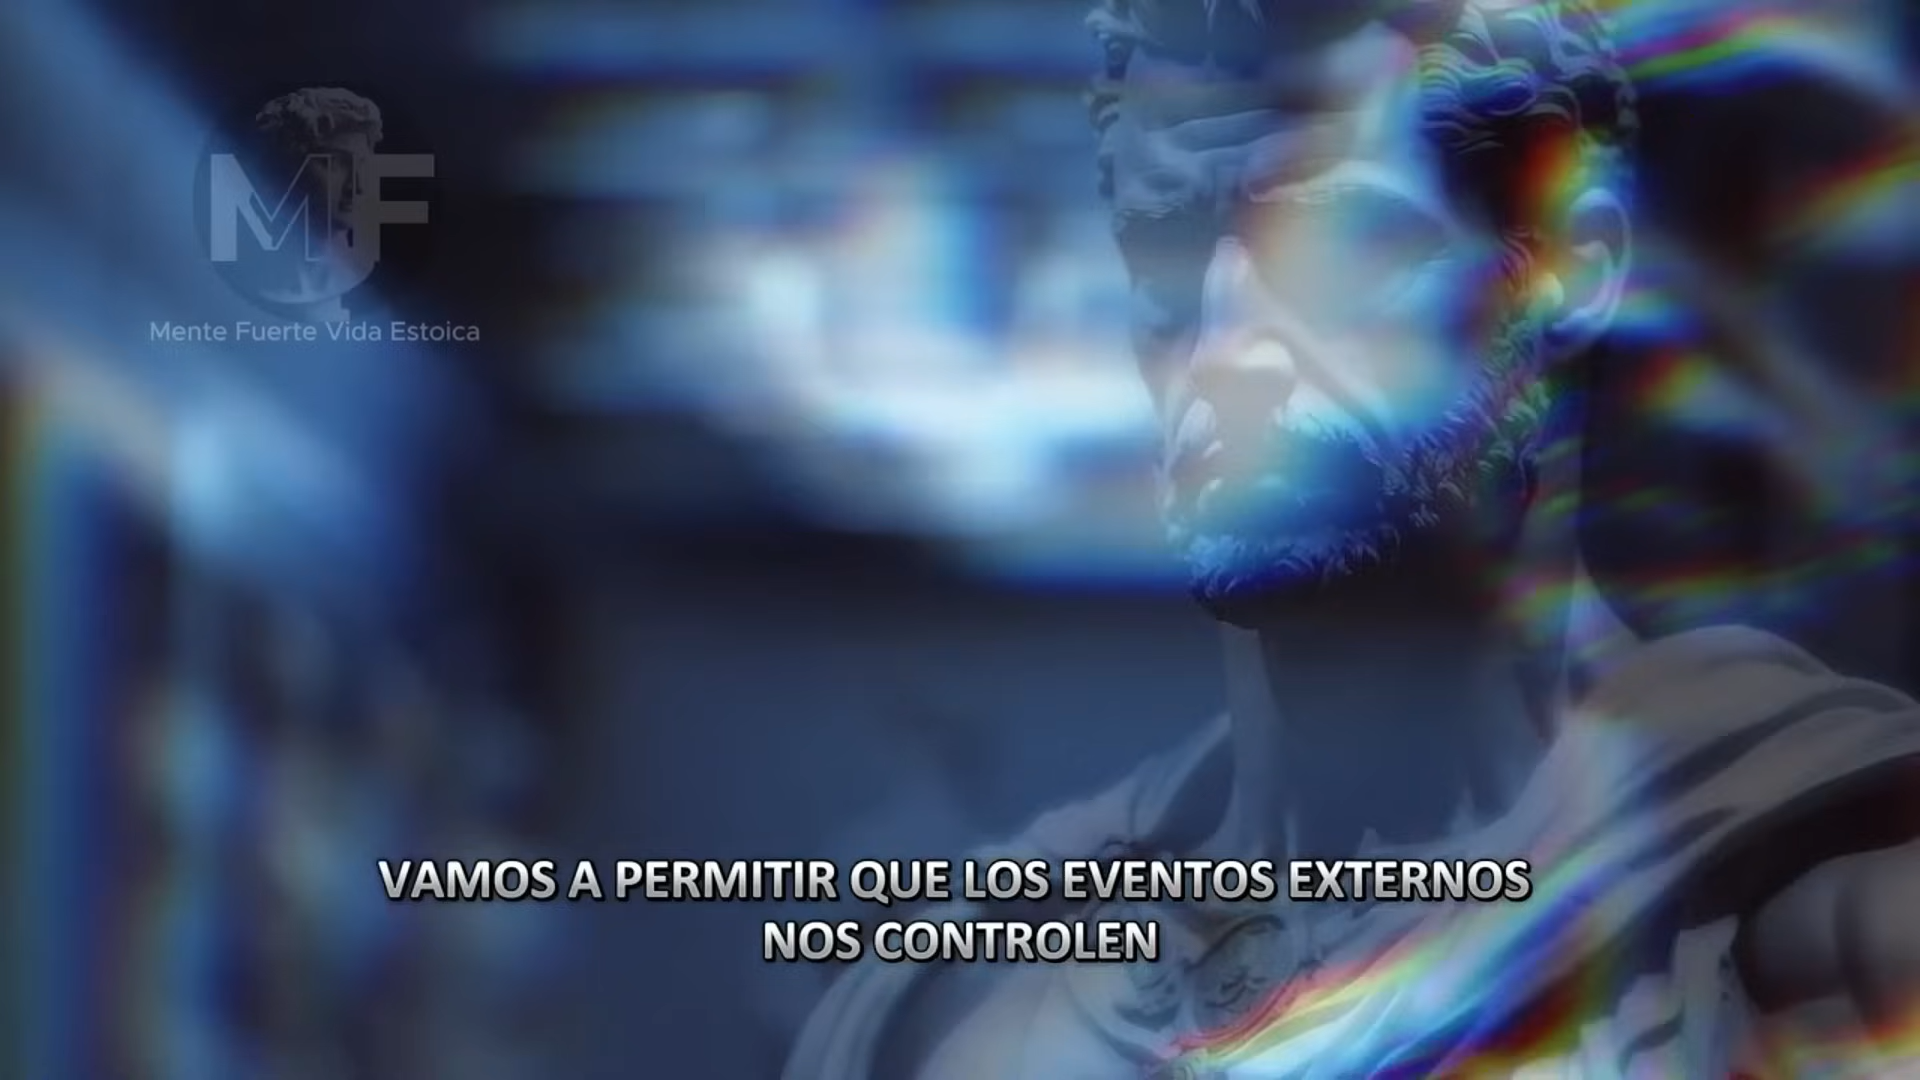 MF
Mente Fuerte Vida Estoica
VAMOS A PERMITIR QUE LOS EVENTOS EXTERNOS
NOS CONTROLEN